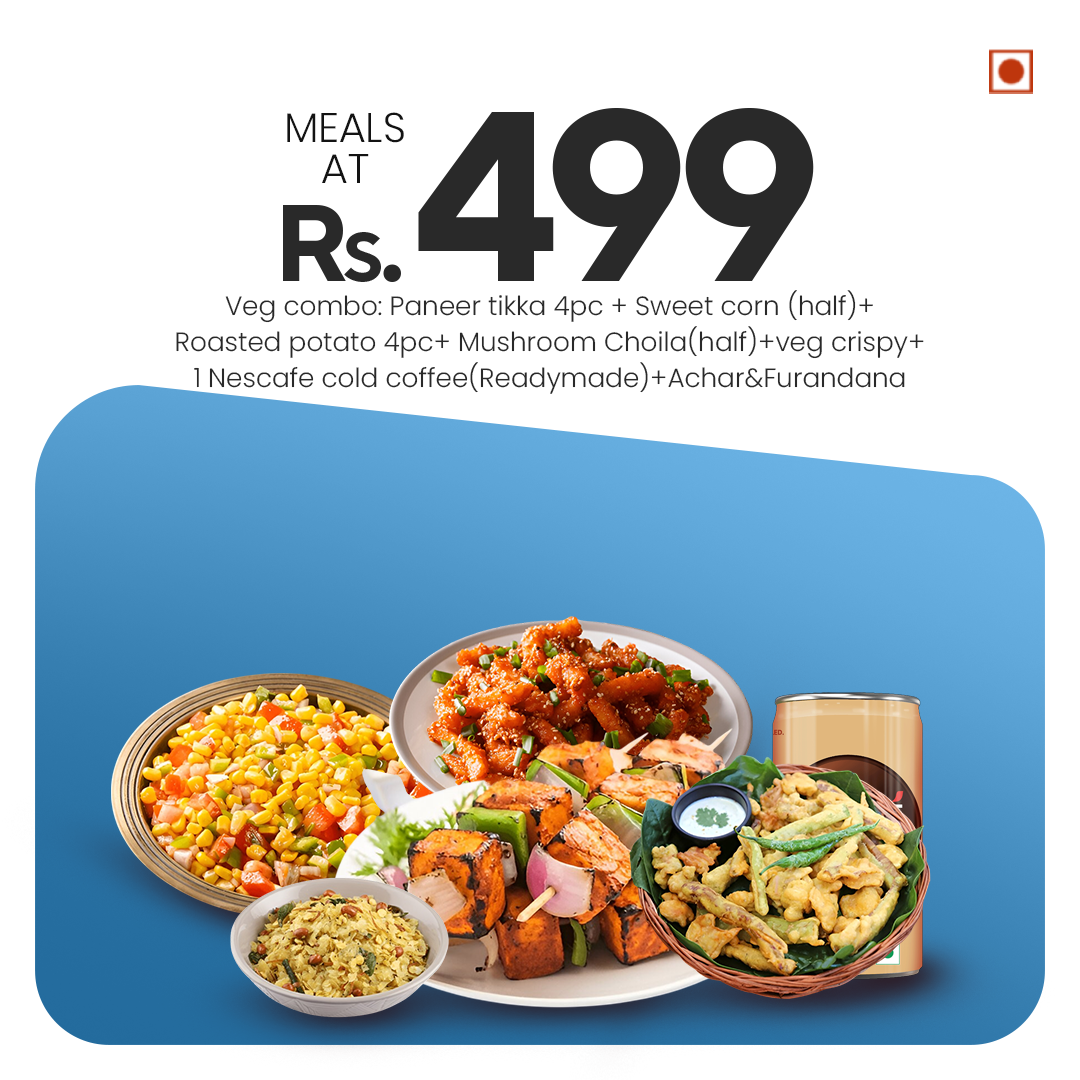 MEALS
AT
Rs. 499
Veg combo: Paneer tikka 4pc + Sweet corn (half)+
Roasted potato 4pc+ Mushroom Choila(half)+veg crispy+
1 Nescafe cold coffee(Readymade)+Achar&Furandana
ED.